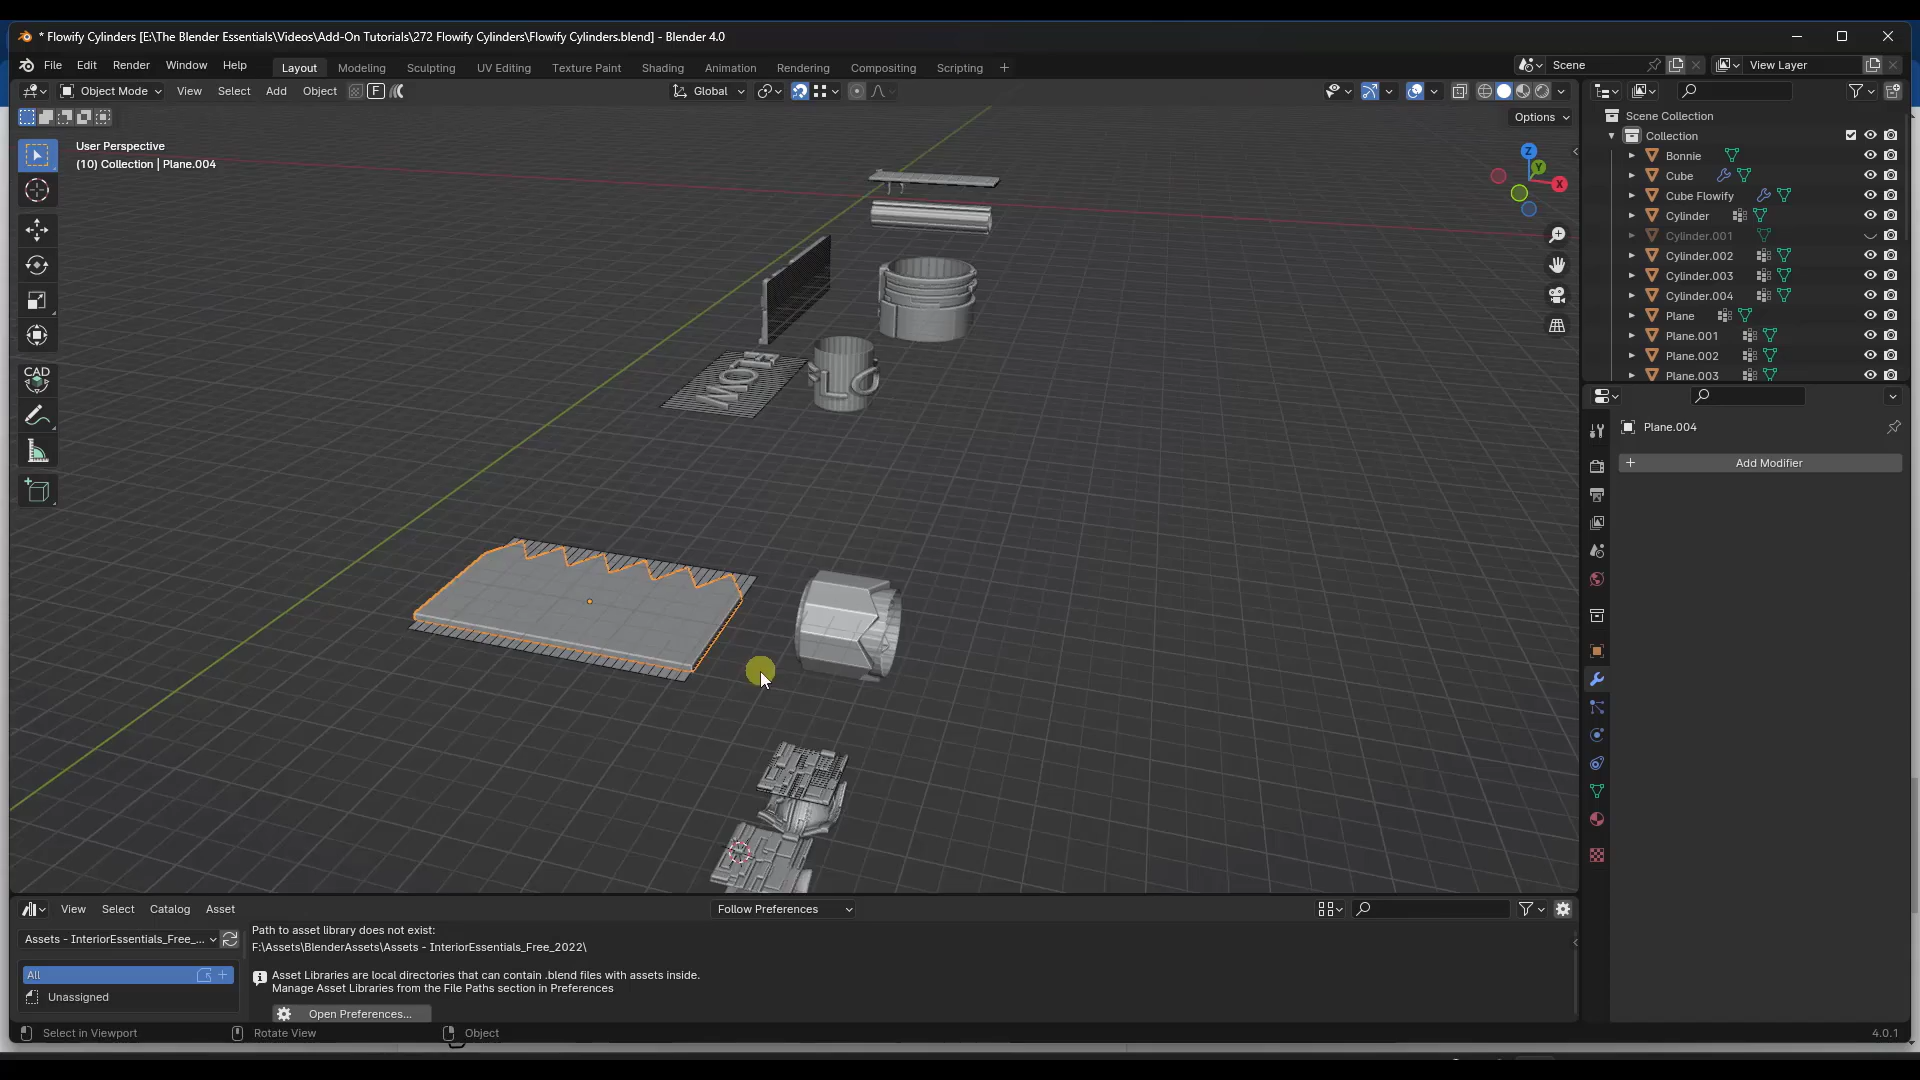 * Flowify Cylinders [E:\The Blender Essentials\Videos\Add-On Tutorials\272 Flowify Cylinders\Flowify Cylinders.blend] - Blender 4.0
File Edit Render Window Help Layout Modeling Sculpting UV Editing Texture Paint Shading Animation Rendering Compositing Scripting + Scene View Layer
Object Mode View Select Add Object F Global
Options
User Perspective
(10) Collection | Plane.004
Z
Y
X
CAD
WOW
Scene Collection
Collection
Bonnie
Cube
Cube Flowify
Cylinder
Cylinder.001
Cylinder.002
Cylinder.003
Cylinder.004
Plane
Plane.001
Plane.002
Plane.003
Plane.004
+ Add Modifier
View Select Catalog Asset Follow Preferences
Assets - InteriorEssentials_Free_...
All
Unassigned
Path to asset library does not exist:
F:\Assets\BlenderAssets\Assets - InteriorEssentials_Free_2022\
Asset Libraries are local directories that can contain .blend files with assets inside.
Manage Asset Libraries from the File Paths section in Preferences
Open Preferences...
Select in Viewport Rotate View Object 4.0.1